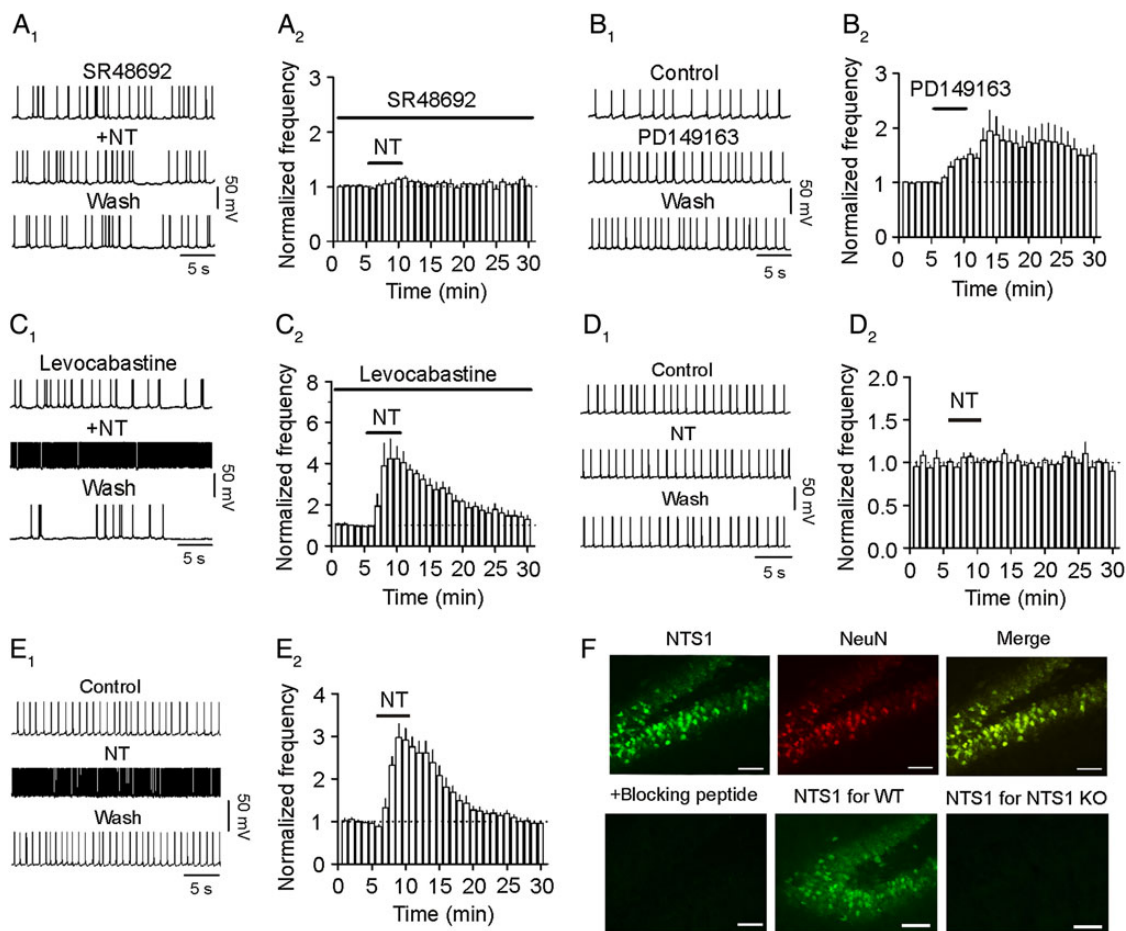 A1
SR48692
+NT
Wash
50 mV
5 s
A2
Normalized frequency
3
2
1
0
SR48692
NT
0 5 10 15 20 25 30
Time (min)
B1
Control
PD149163
Wash
50 mV
5 s
B2
Normalized frequency
3
2
1
0
PD149163
0 5 10 15 20 25 30
Time (min)
C1
Levocabastine
+NT
Wash
50 mV
5 s
C2
Normalized frequency
8
6
4
2
0
Levocabastine
NT
0 5 10 15 20 25 30
Time (min)
D1
Control
NT
Wash
50 mV
5 s
D2
Normalized frequency
2.0
1.5
1.0
0.5
0.0
NT
0 5 10 15 20 25 30
Time (min)
E1
Control
NT
Wash
50 mV
5 s
E2
Normalized frequency
4
3
2
1
0
NT
0 5 10 15 20 25 30
Time (min)
F
NTS1 NeuN Merge
+Blocking peptide NTS1 for WT NTS1 for NTS1 KO